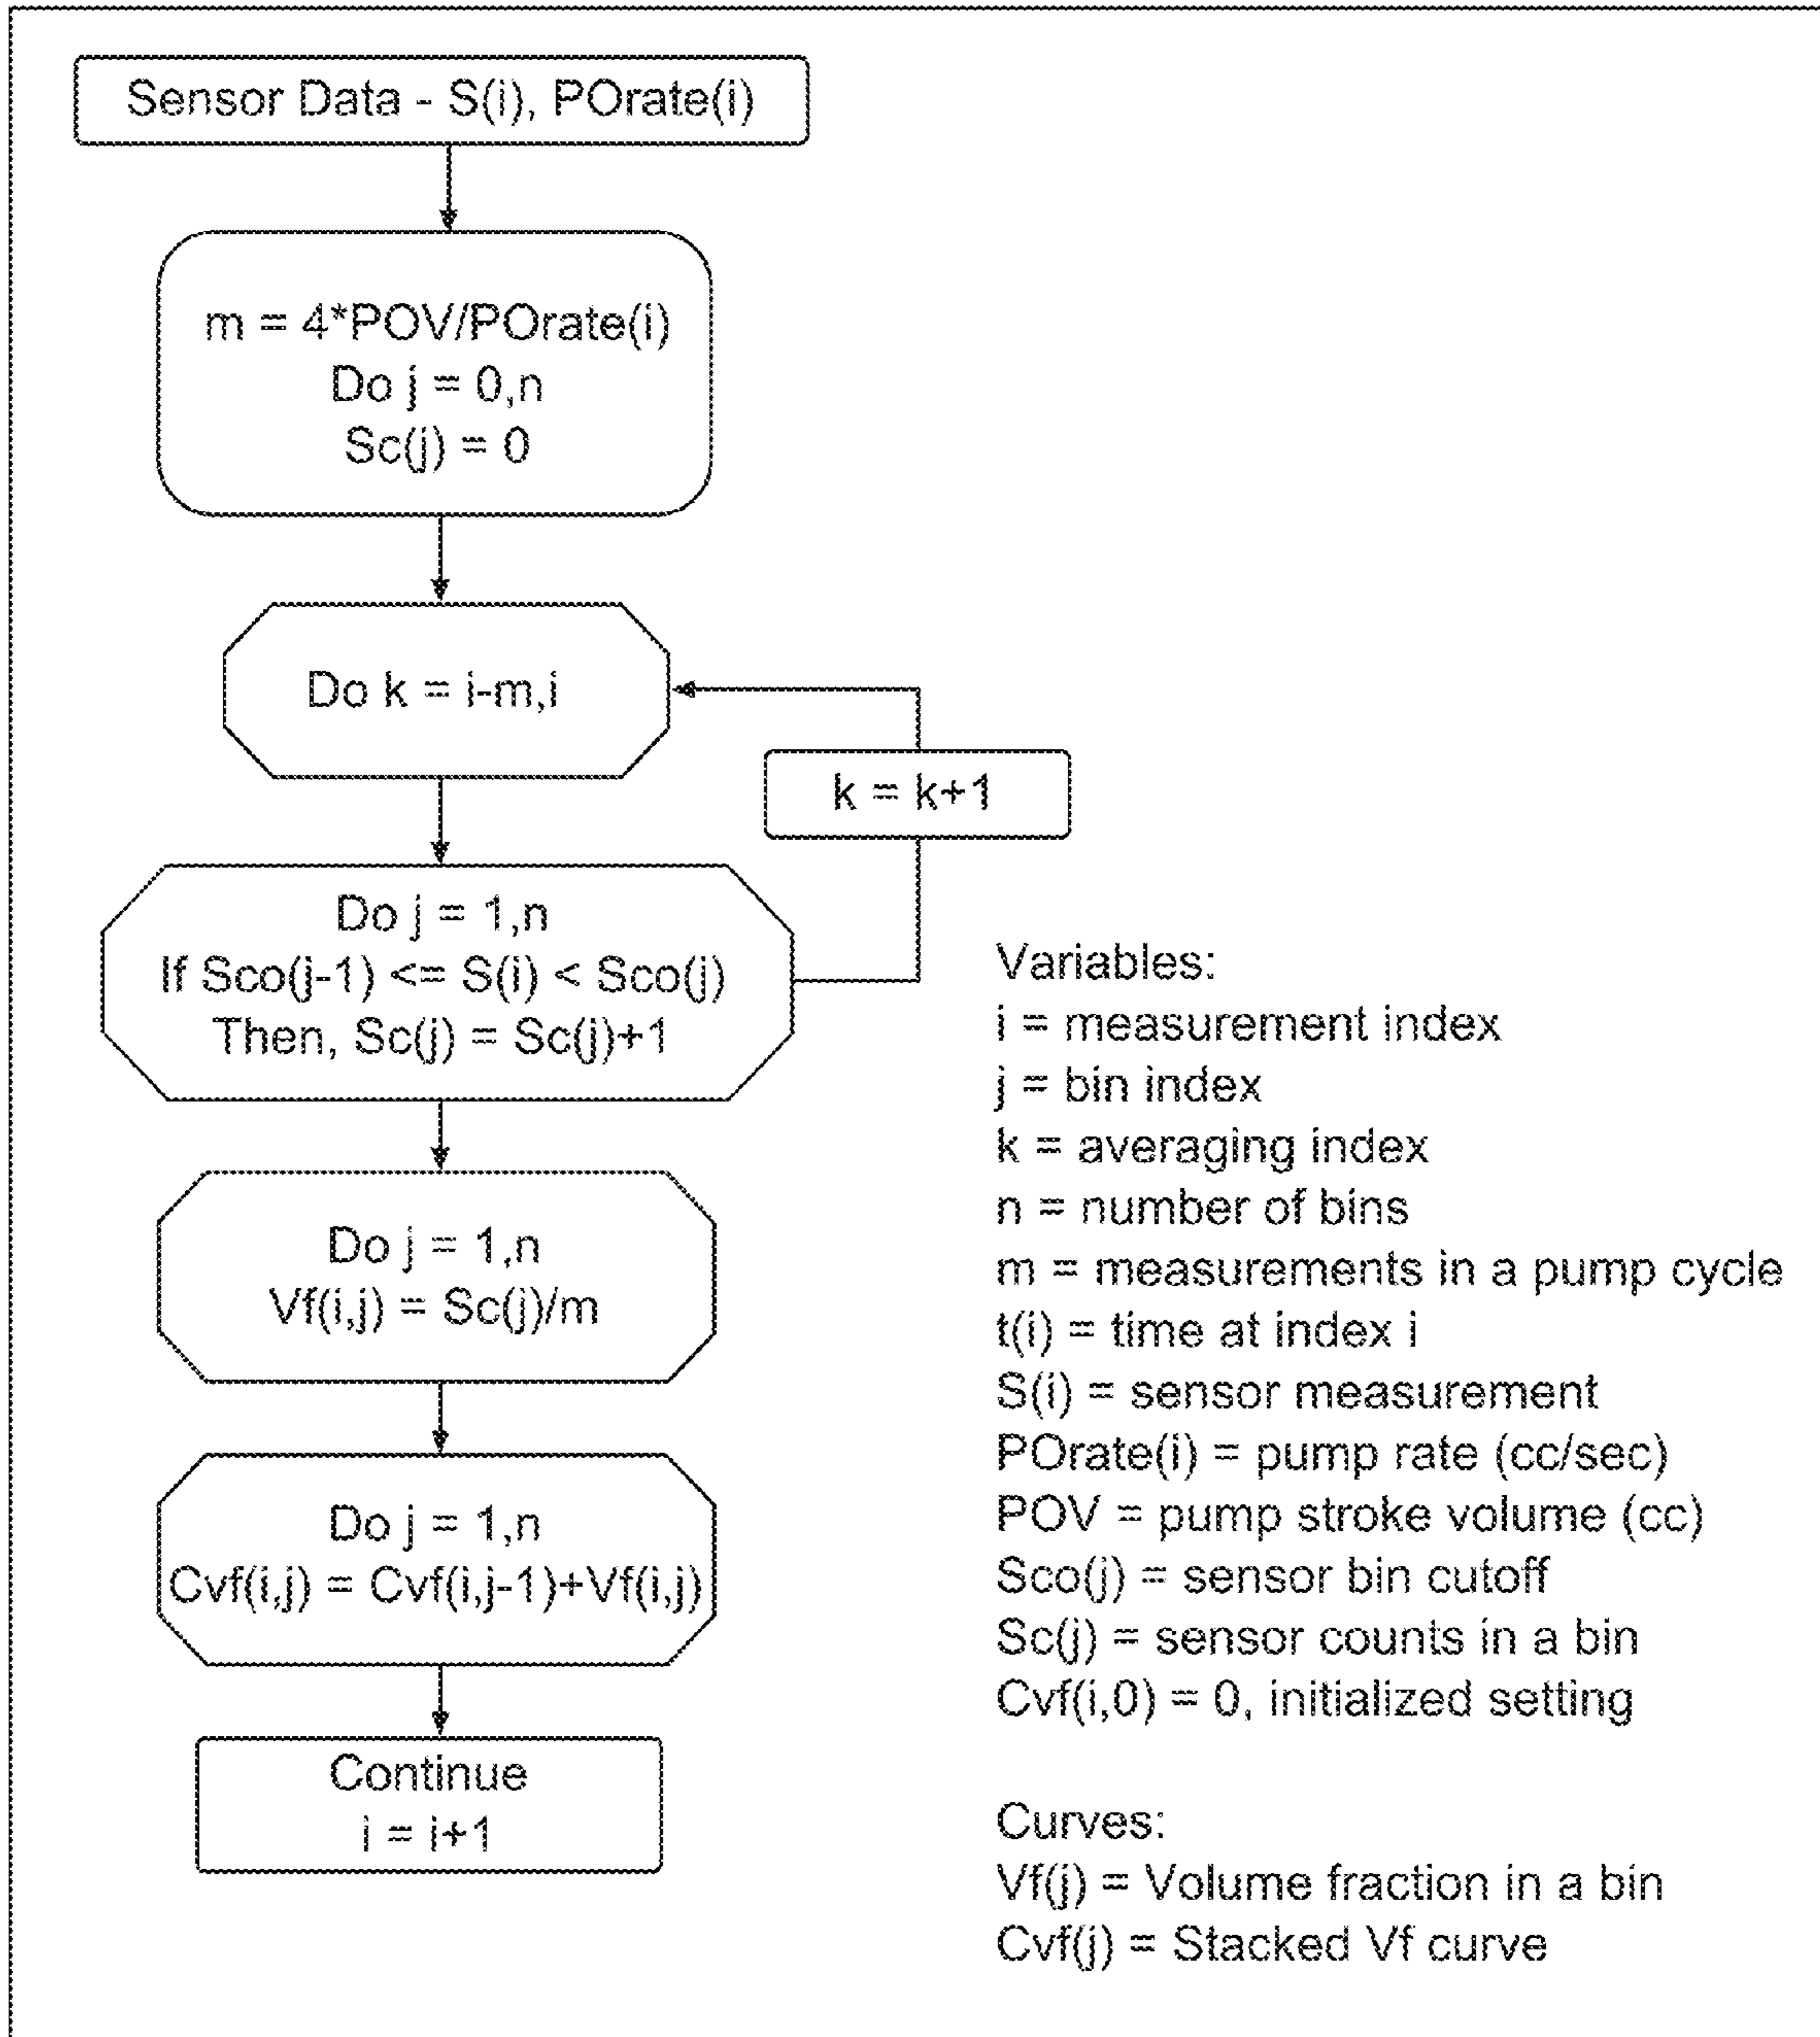 Sensor Data - S(i), POrate(i)
m = 4*POV/POrate(i)
Do j = 0,n
Sc(j) = 0
Do k = i-m,i
k = k+1
Do j = 1,n
If Sco(j-1) <= S(i) < Sco(j)
Then, Sc(j) = Sc(j)+1
Do j = 1,n
Vf(i,j) = Sc(j)/m
Do j = 1,n
Cvf(i,j) = Cvf(i,j-1)+Vf(i,j)
Continue
i = i+1
Variables:
i = measurement index
j = bin index
k = averaging index
n = number of bins
m = measurements in a pump cycle
t(i) = time at index i
S(i) = sensor measurement
POrate(i) = pump rate (cc/sec)
POV = pump stroke volume (cc)
Sco(j) = sensor bin cutoff
Sc(j) = sensor counts in a bin
Cvf(i,0) = 0, initialized setting
Curves:
Vf(j) = Volume fraction in a bin
Cvf(j) = Stacked Vf curve